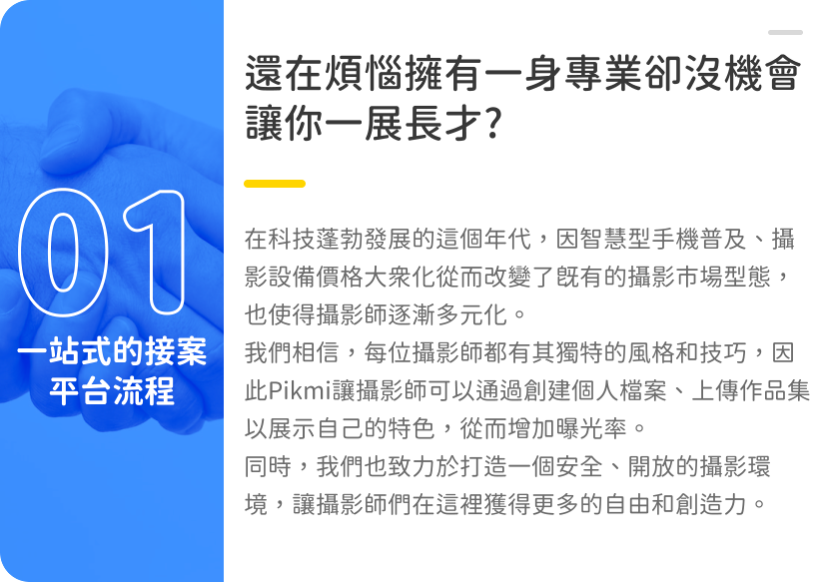 01
一站式的接案
平台流程
還在煩惱擁有一身專業卻沒機會
讓你一展長才?
在科技蓬勃發展的這個年代，因智慧型手機普及、攝
影設備價格大眾化從而改變了既有的攝影市場型態，
也使得攝影師逐漸多元化。
我們相信，每位攝影師都有其獨特的風格和技巧，因
此Pikmi讓攝影師可以通過創建個人檔案、上傳作品集
以展示自己的特色，從而增加曝光率。
同時，我們也致力於打造一個安全、開放的攝影環
境，讓攝影師們在這裡獲得更多的自由和創造力。